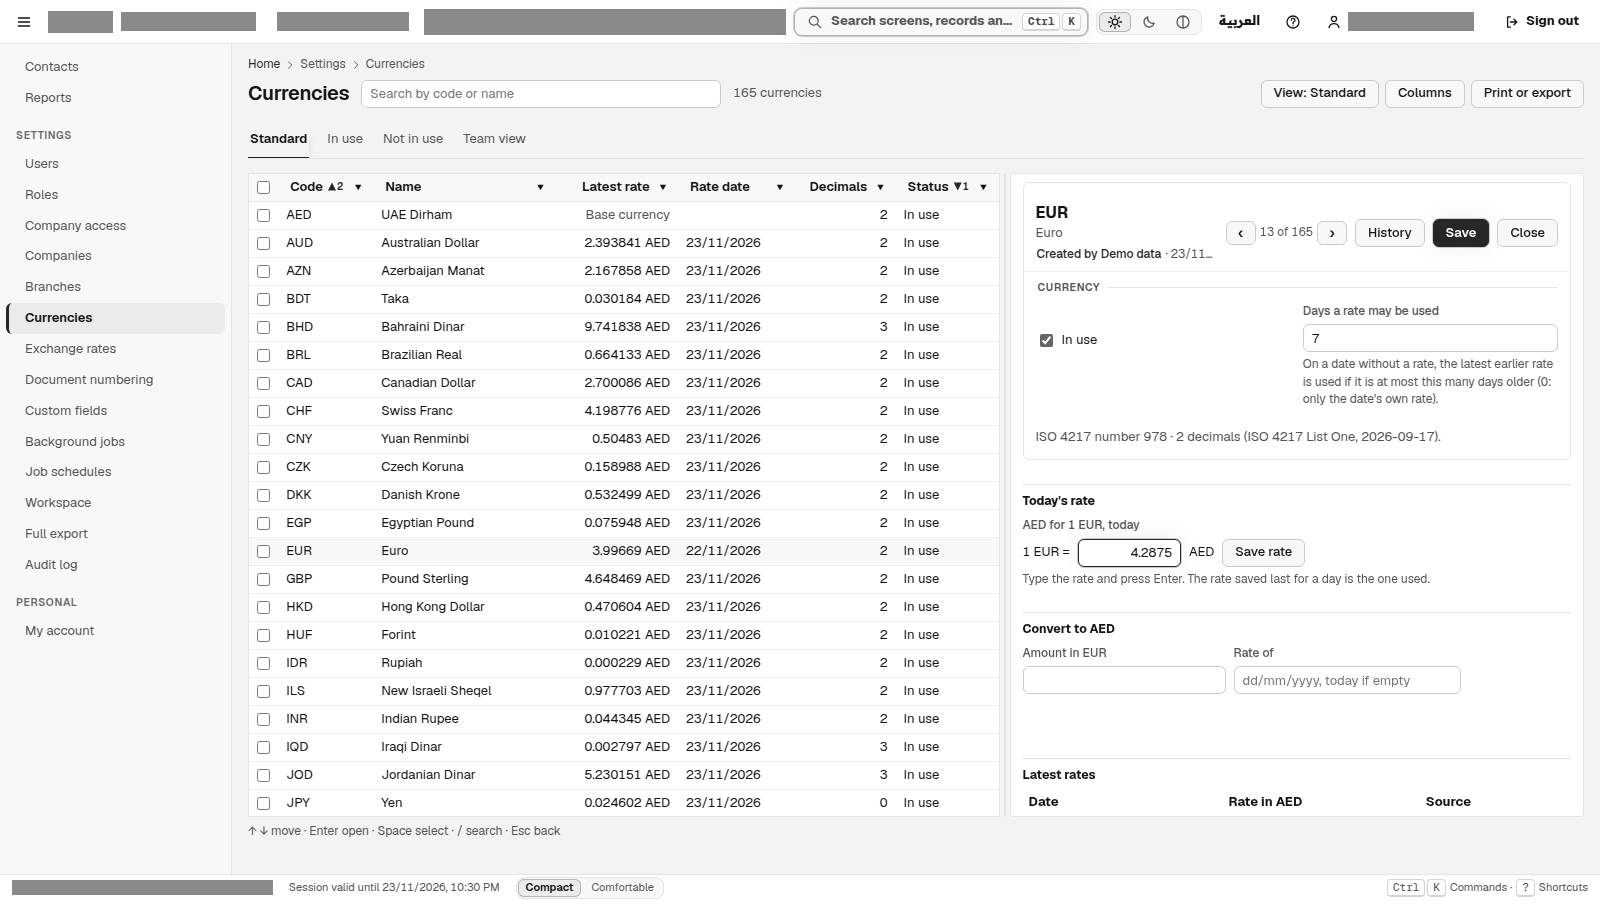 Search screens, records an... Ctrl K
العربية
Sign out
Contacts
Reports
SETTINGS
Users
Roles
Company access
Companies
Branches
Currencies
Exchange rates
Document numbering
Custom fields
Background jobs
Job schedules
Workspace
Full export
Audit log
PERSONAL
My account
Home > Settings > Currencies
Currencies
Search by code or name
165 currencies
View: Standard
Columns
Print or export
Standard In use Not in use Team view
Code ▲2 ▼ Name ▼ Latest rate ▼ Rate date ▼ Decimals ▼ Status ▼1 ▼
AED UAE Dirham Base currency 2 In use
AUD Australian Dollar 2.393841 AED 23/11/2026 2 In use
AZN Azerbaijan Manat 2.167858 AED 23/11/2026 2 In use
BDT Taka 0.030184 AED 23/11/2026 2 In use
BHD Bahraini Dinar 9.741838 AED 23/11/2026 3 In use
BRL Brazilian Real 0.664133 AED 23/11/2026 2 In use
CAD Canadian Dollar 2.700086 AED 23/11/2026 2 In use
CHF Swiss Franc 4.198776 AED 23/11/2026 2 In use
CNY Yuan Renminbi 0.50483 AED 23/11/2026 2 In use
CZK Czech Koruna 0.158988 AED 23/11/2026 2 In use
DKK Danish Krone 0.532499 AED 23/11/2026 2 In use
EGP Egyptian Pound 0.075948 AED 23/11/2026 2 In use
EUR Euro 3.99669 AED 22/11/2026 2 In use
GBP Pound Sterling 4.648469 AED 23/11/2026 2 In use
HKD Hong Kong Dollar 0.470604 AED 23/11/2026 2 In use
HUF Forint 0.010221 AED 23/11/2026 2 In use
IDR Rupiah 0.000229 AED 23/11/2026 2 In use
ILS New Israeli Sheqel 0.977703 AED 23/11/2026 2 In use
INR Indian Rupee 0.044345 AED 23/11/2026 2 In use
IQD Iraqi Dinar 0.002797 AED 23/11/2026 3 In use
JOD Jordanian Dinar 5.230151 AED 23/11/2026 3 In use
JPY Yen 0.024602 AED 23/11/2026 0 In use
↑ ↓ move · Enter open · Space select · / search · Esc back
EUR
Euro
Created by Demo data · 23/11...
‹ 13 of 165 ›
History
Save
Close
CURRENCY
In use
Days a rate may be used
7
On a date without a rate, the latest earlier rate
is used if it is at most this many days older (0:
only the date's own rate).
ISO 4217 number 978 · 2 decimals (ISO 4217 List One, 2026-09-17).
Today's rate
AED for 1 EUR, today
1 EUR = 4.2875 AED Save rate
Type the rate and press Enter. The rate saved last for a day is the one used.
Convert to AED
Amount in EUR Rate of
dd/mm/yyyy, today if empty
Latest rates
Date Rate in AED Source
Session valid until 23/11/2026, 10:30 PM
Compact Comfortable
Ctrl K Commands · ? Shortcuts